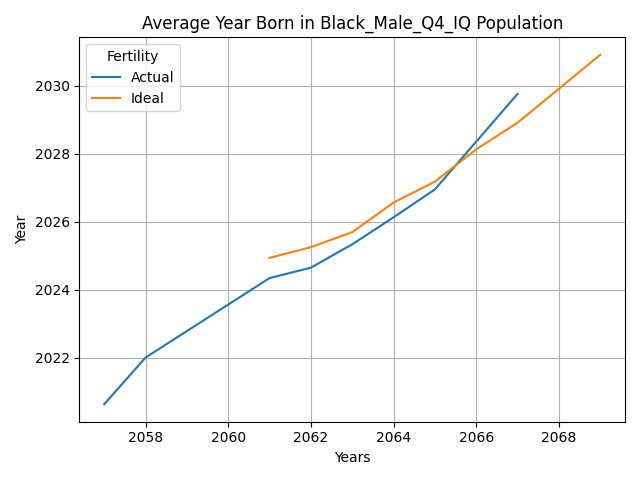 Average Year Born in Black_Male_Q4_IQ Population
Fertility
Actual
Ideal
2030
2028
2026
2024
2022
Year
2058 2060 2062 2064 2066 2068
Years